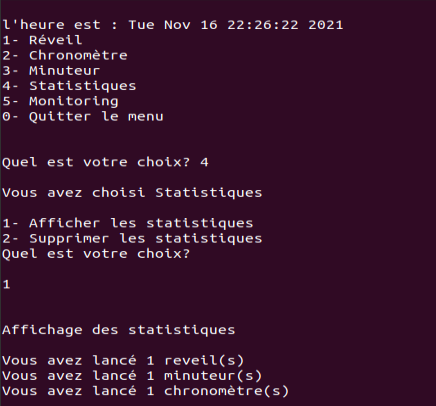 l'heure est : Tue Nov 16 22:26:22 2021
1- Réveil
2- Chronomètre
3- Minuteur
4- Statistiques
5- Monitoring
0- Quitter le menu
Quel est votre choix? 4
Vous avez choisi Statistiques
1- Afficher les statistiques
2- Supprimer les statistiques
Quel est votre choix?
1
Affichage des statistiques
Vous avez lancé 1 reveil(s)
Vous avez lancé 1 minuteur(s)
Vous avez lancé 1 chronomètre(s)